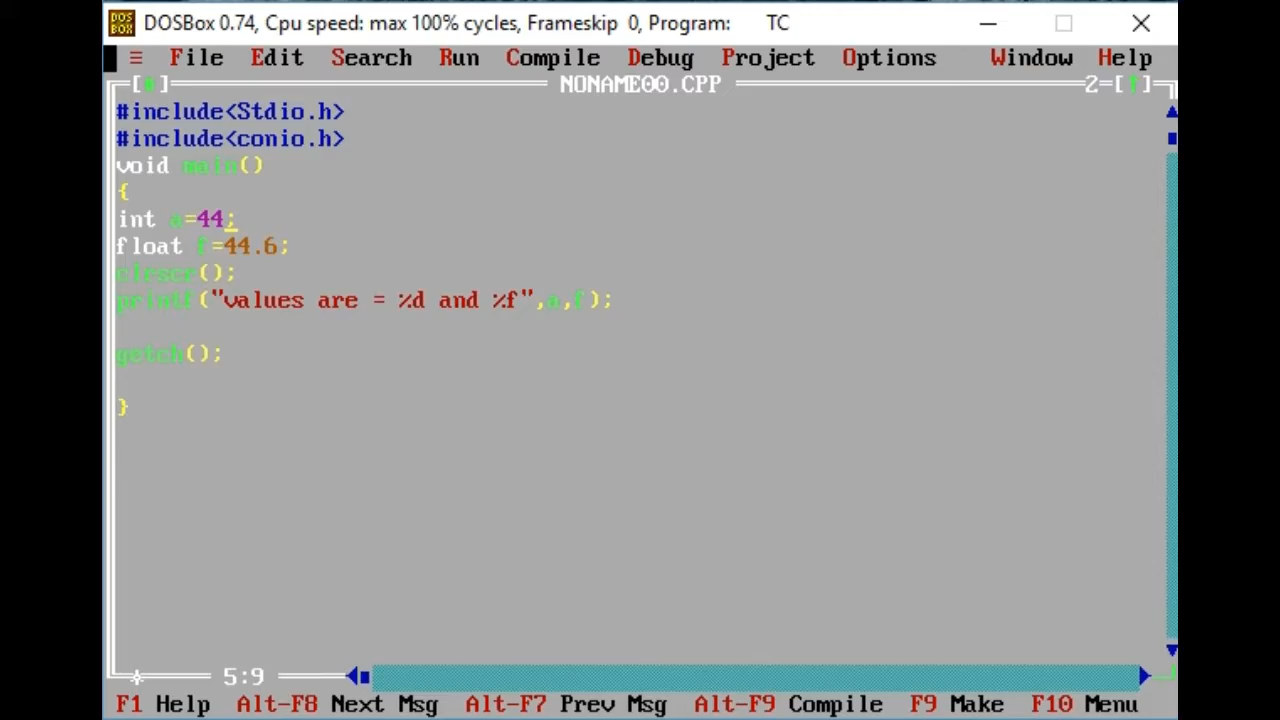 DOSBox 0.74, Cpu speed: max 100% cycles, Frameskip 0, Program: TC
≡ File Edit Search Run Compile Debug Project Options Window Help
NONAME00.CPP 2
#include<Stdio.h>
#include<conio.h>
void main()
{
int a=44;
float f=44.6;
clrscr();
printf("values are = %d and %f",a,f);
getch();
}
5:9
F1 Help Alt-F8 Next Msg Alt-F7 Prev Msg Alt-F9 Compile F9 Make F10 Menu